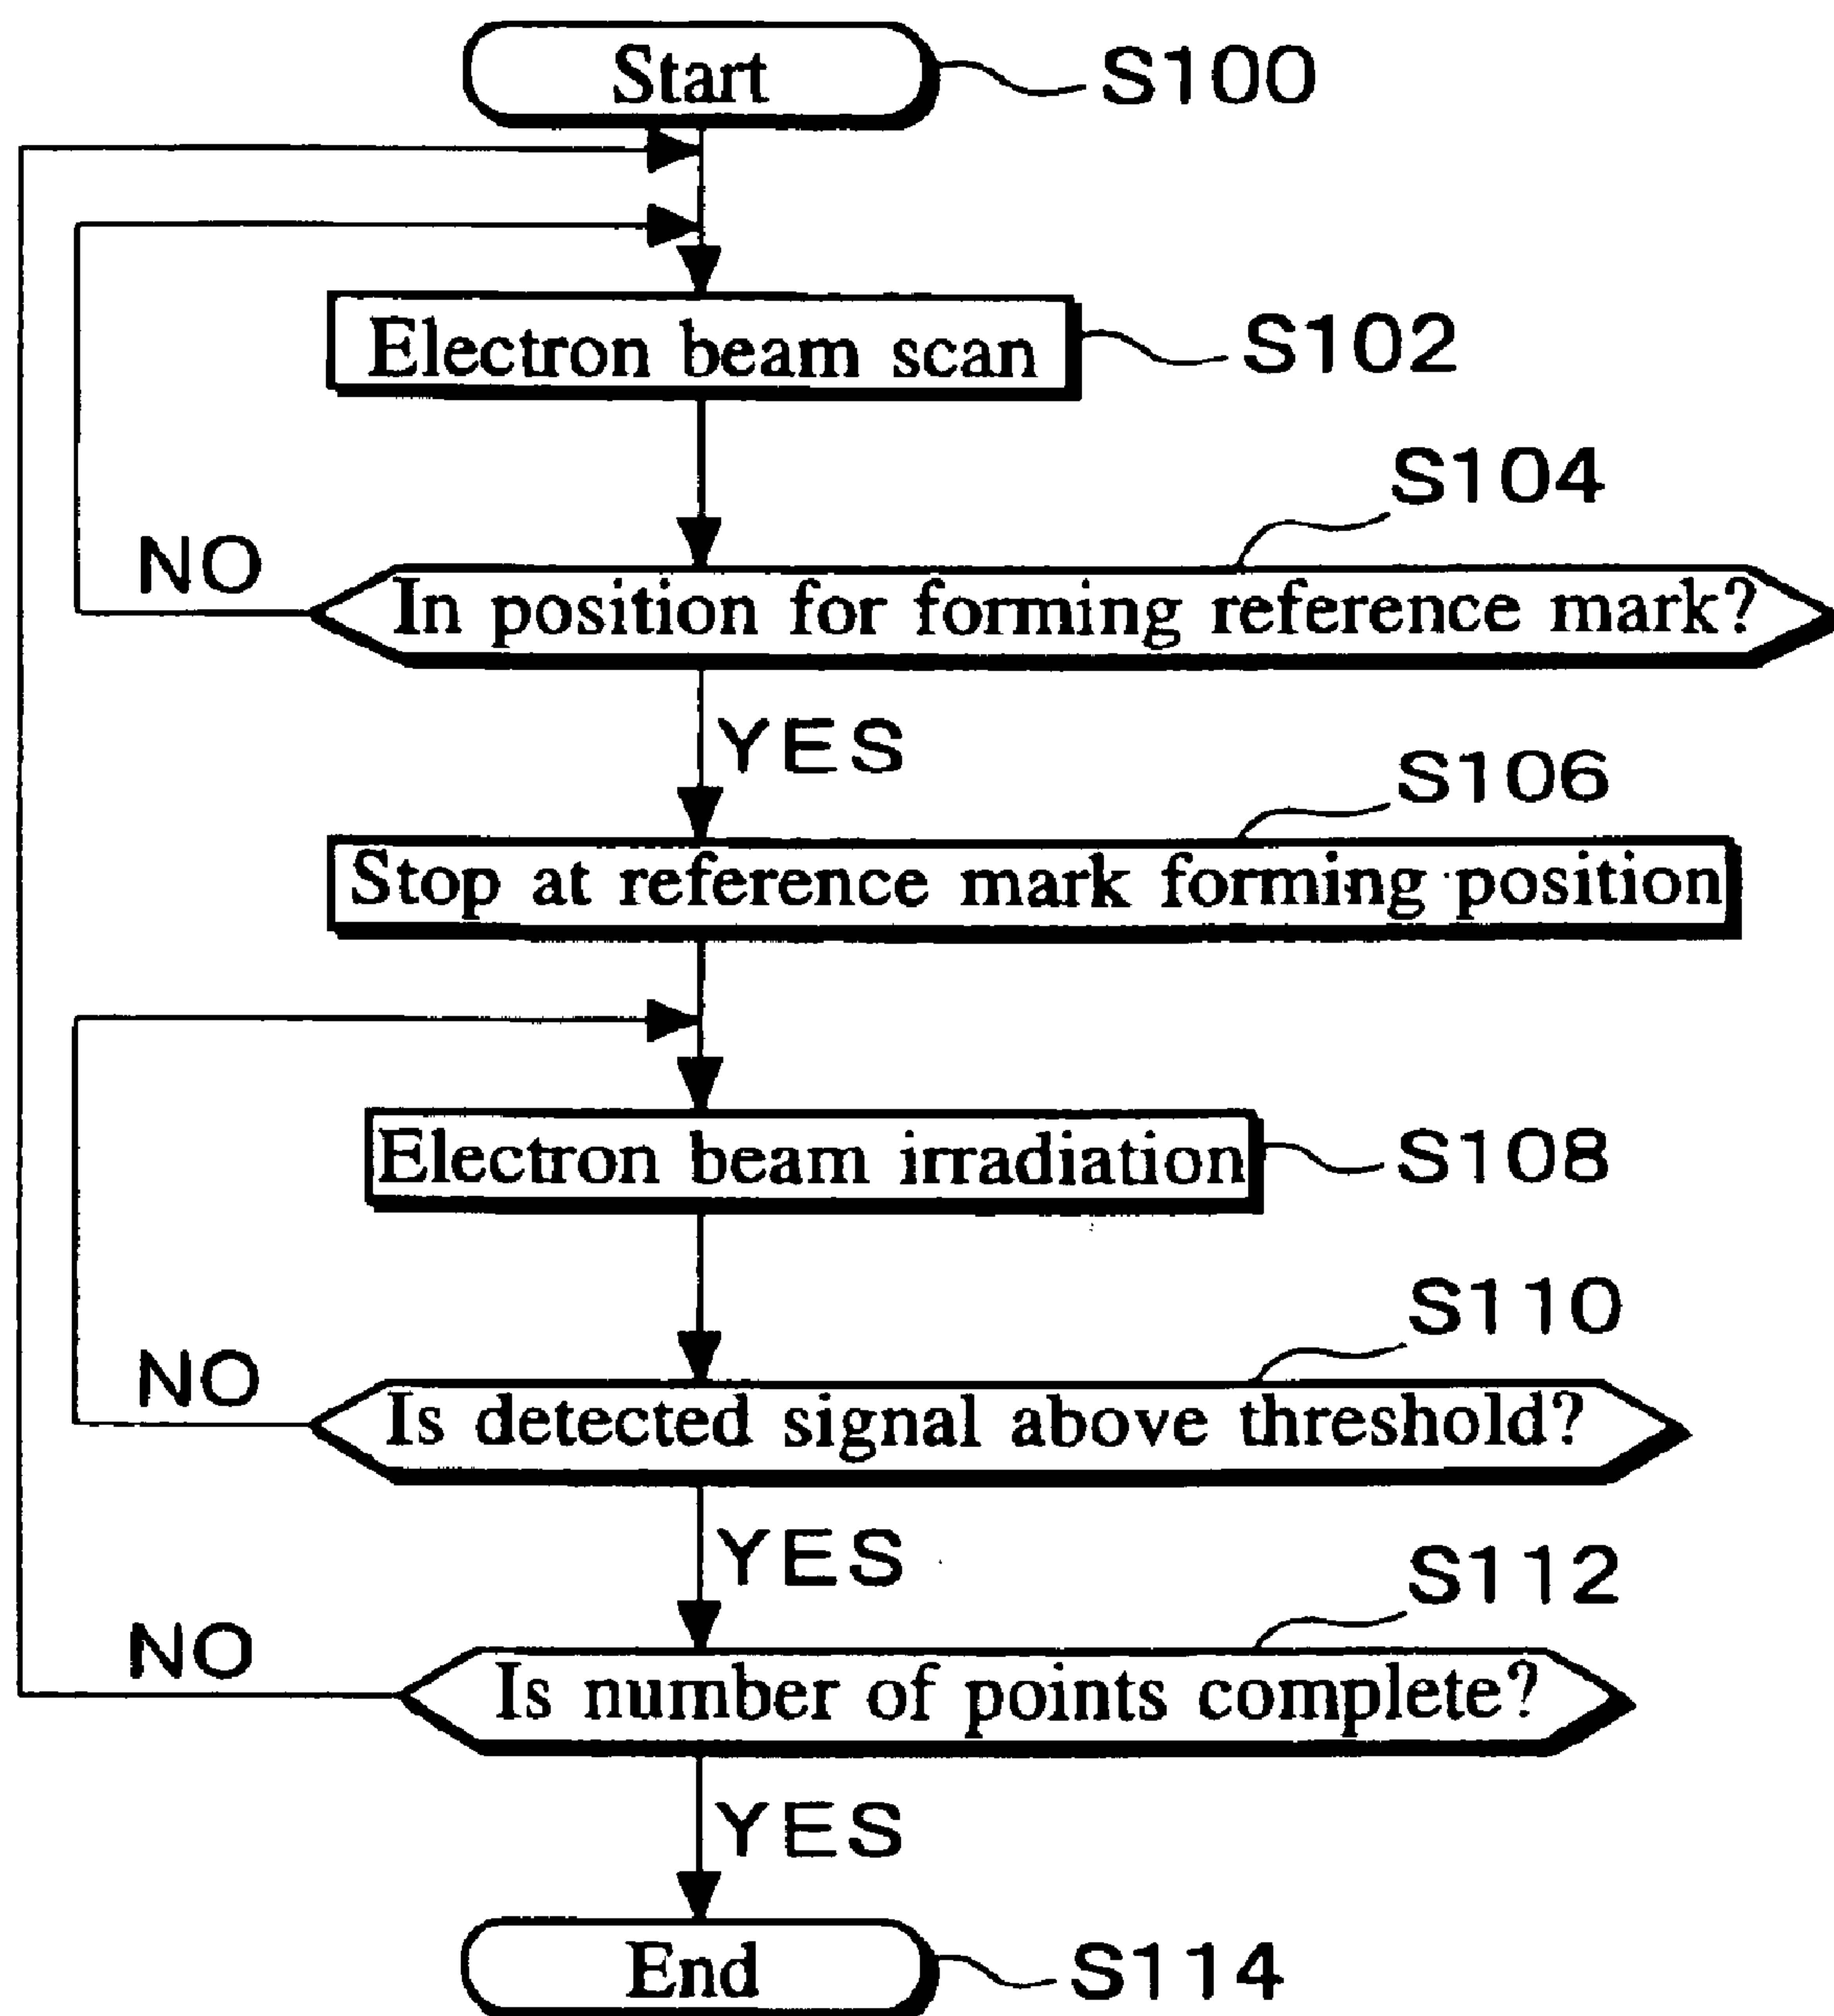 Start
S100
Electron beam scan
S102
S104
NO
In position for forming reference mark?
YES
S106
Stop at reference mark forming position
Electron beam irradiation
S108
S110
NO
Is detected signal above threshold?
YES
S112
NO
Is number of points complete?
YES
End
S114